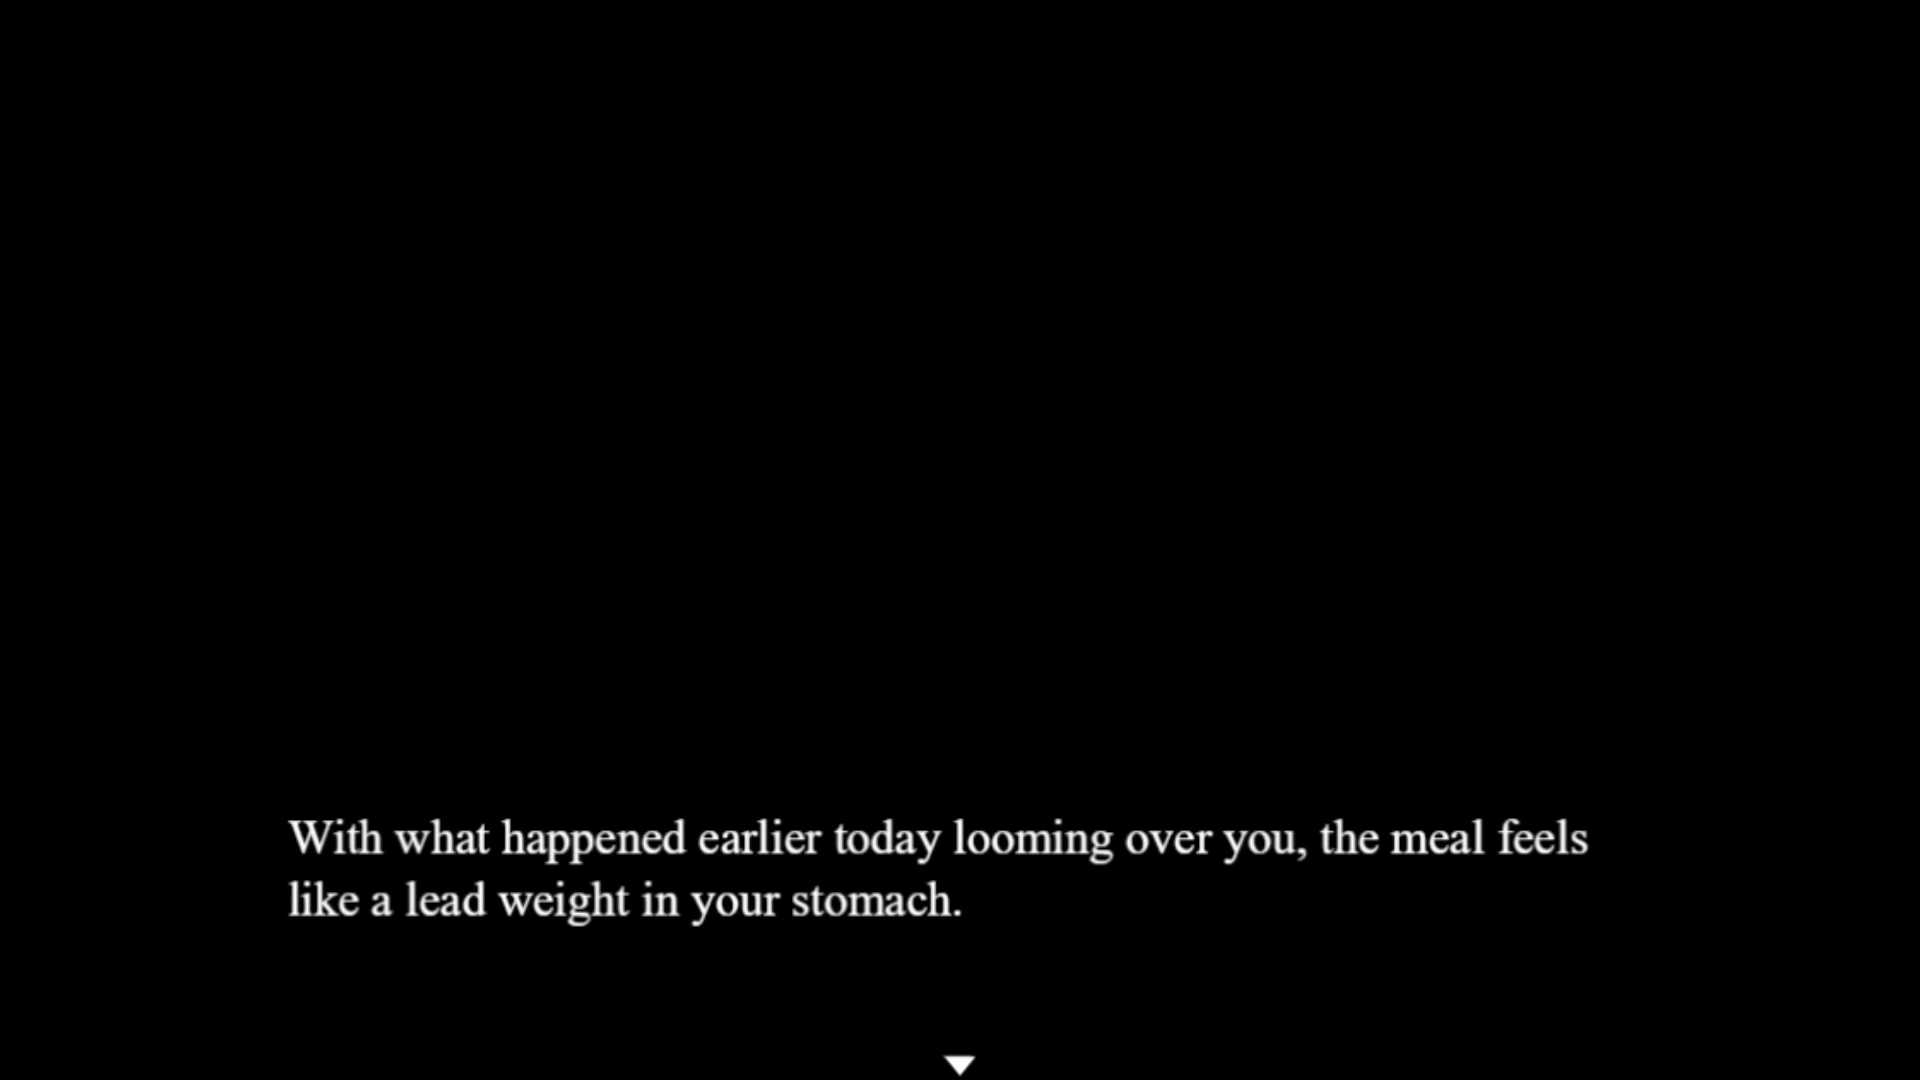 With what happened earlier today looming over you, the meal feels
like a lead weight in your stomach.